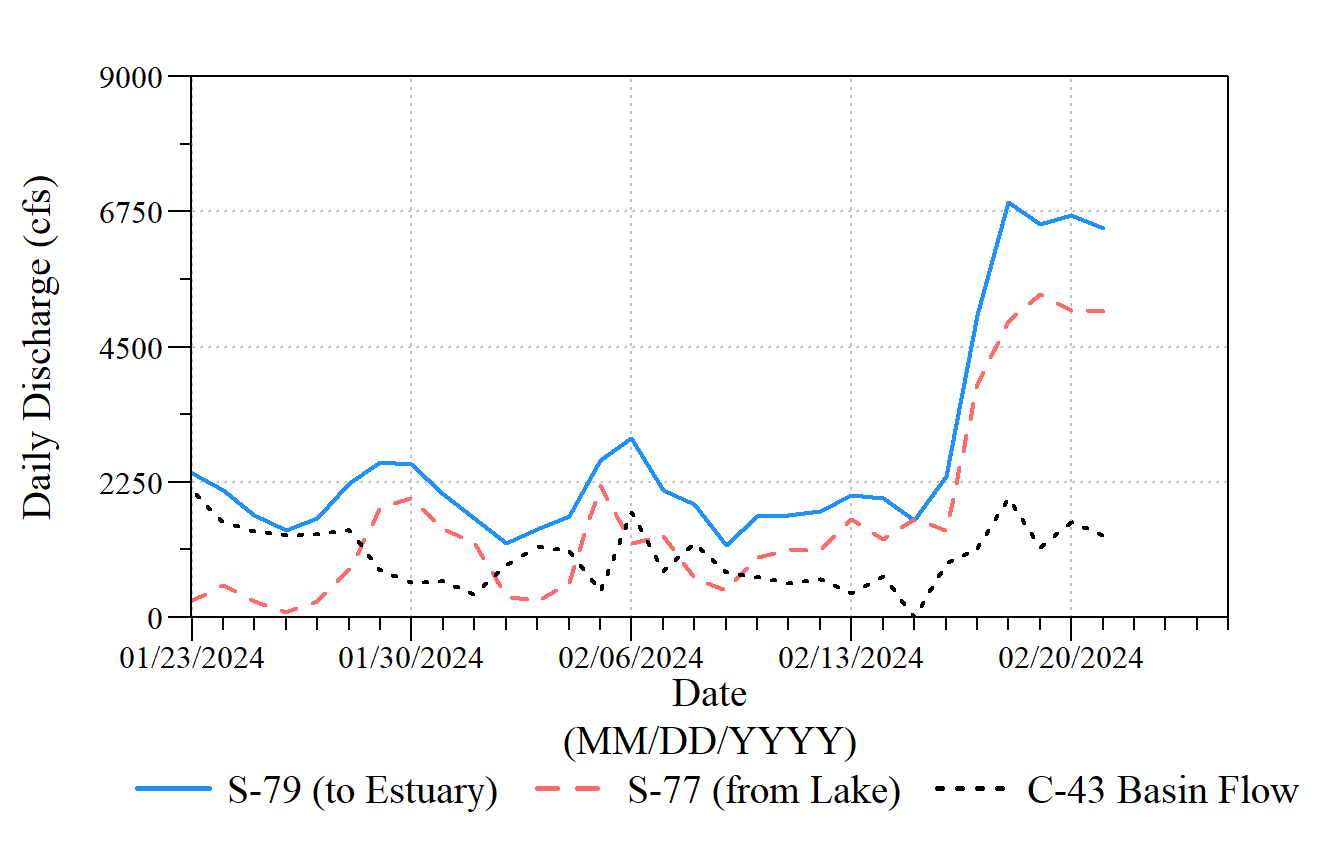 9000
6750
4500
2250
0
Daily Discharge (cfs)
01/23/2024 01/30/2024 02/06/2024 02/13/2024 02/20/2024
Date
(MM/DD/YYYY)
S-79 (to Estuary) S-77 (from Lake) C-43 Basin Flow